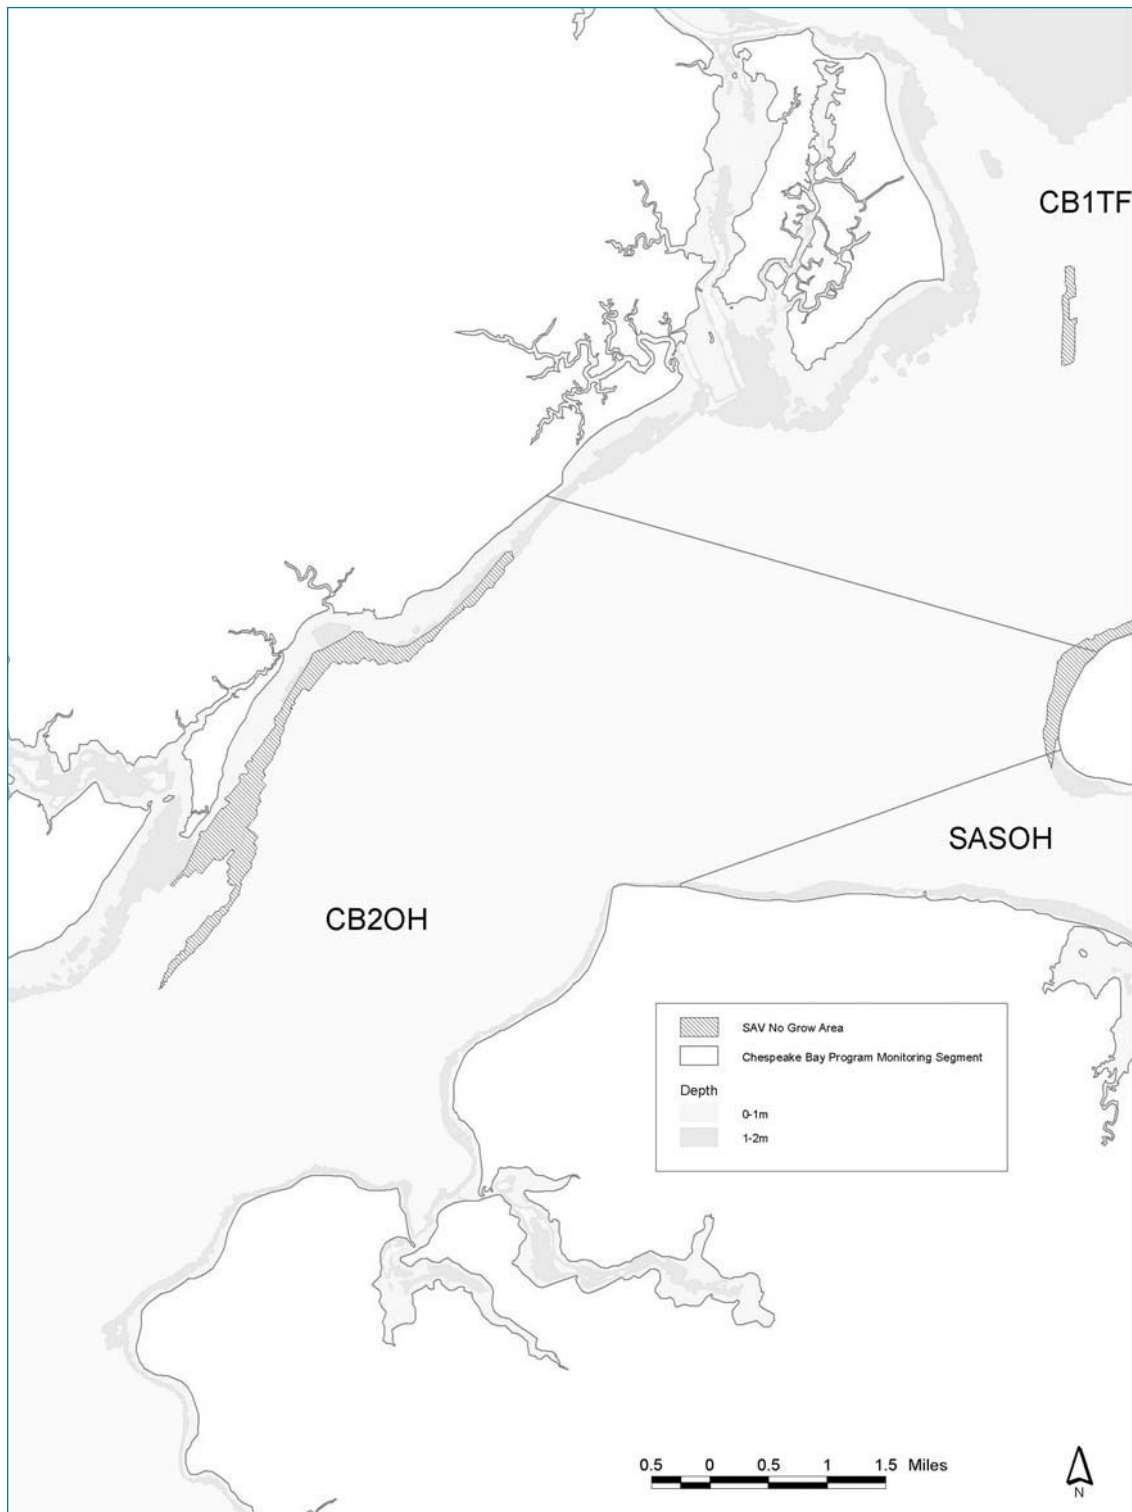 CB1TF
SASOH
CB2OH
SAV No Grow Area
Chespeake Bay Program Monitoring Segment
Depth
0-1m
1-2m
0.5 0 0.5 1 1.5 Miles
N